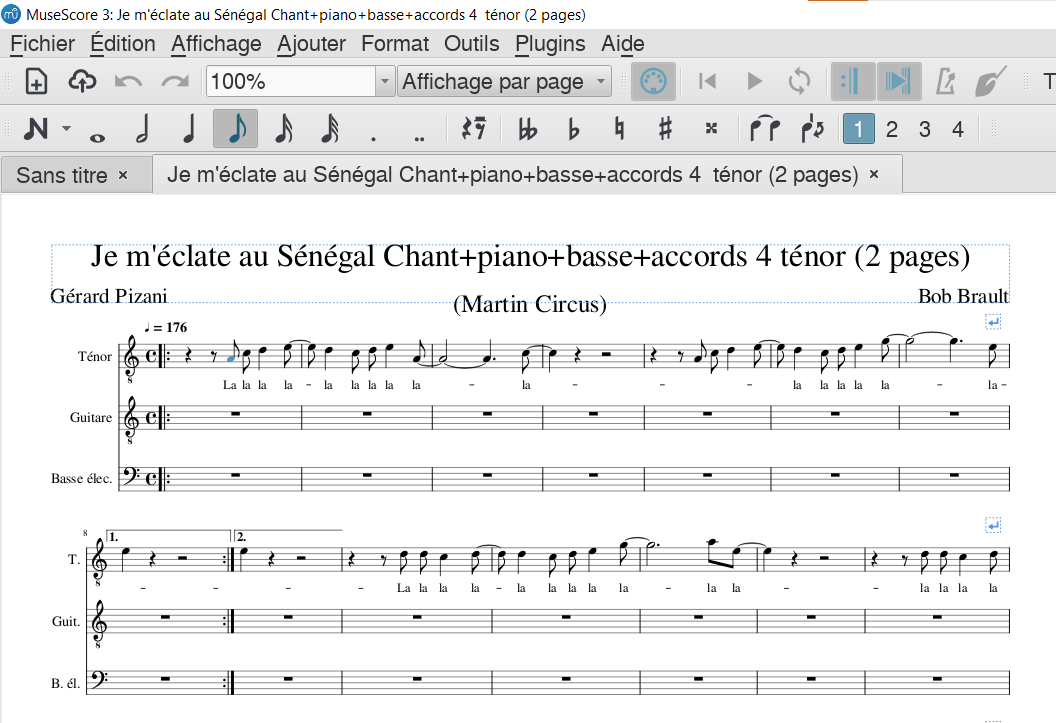 MuseScore 3: Je m'éclate au Sénégal Chant+piano+basse+accords 4  ténor (2 pages)
Fichier Édition Affichage Ajouter Format Outils Plugins Aide
100% Affichage par page T
1 2 3 4
Sans titre × Je m'éclate au Sénégal Chant+piano+basse+accords 4  ténor (2 pages) ×
Je m'éclate au Sénégal Chant+piano+basse+accords 4 ténor (2 pages)
Gérard Pizani (Martin Circus) Bob Brault
♩ = 176
Ténor
La la la la - la la la la la - la - - - la la la la la - la -
Guitare
Basse élec.
8 1. 2.
T.
- - - - La la la la - la la la la la - la la - - la la la la
Guit.
B. él.